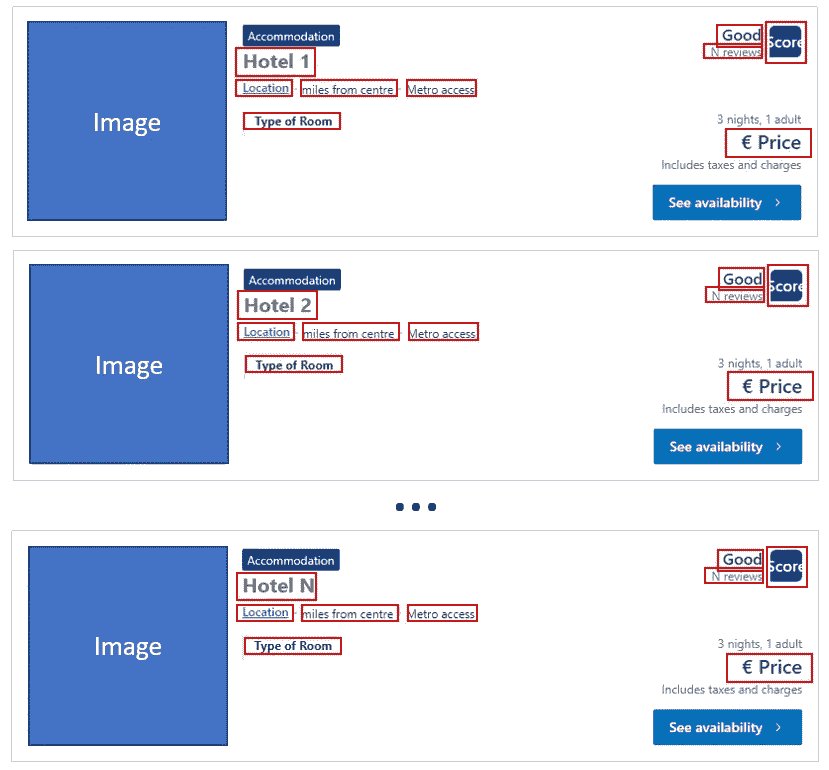 Image
Accommodation
Hotel 1
Location miles from centre Metro access
Type of Room
Good
N reviews
Score
3 nights, 1 adult
€ Price
Includes taxes and charges
See availability >
Image
Accommodation
Hotel 2
Location miles from centre Metro access
Type of Room
Good
N reviews
Score
3 nights, 1 adult
€ Price
Includes taxes and charges
See availability >
Image
Accommodation
Hotel N
Location miles from centre Metro access
Type of Room
Good
N reviews
Score
3 nights, 1 adult
€ Price
Includes taxes and charges
See availability >